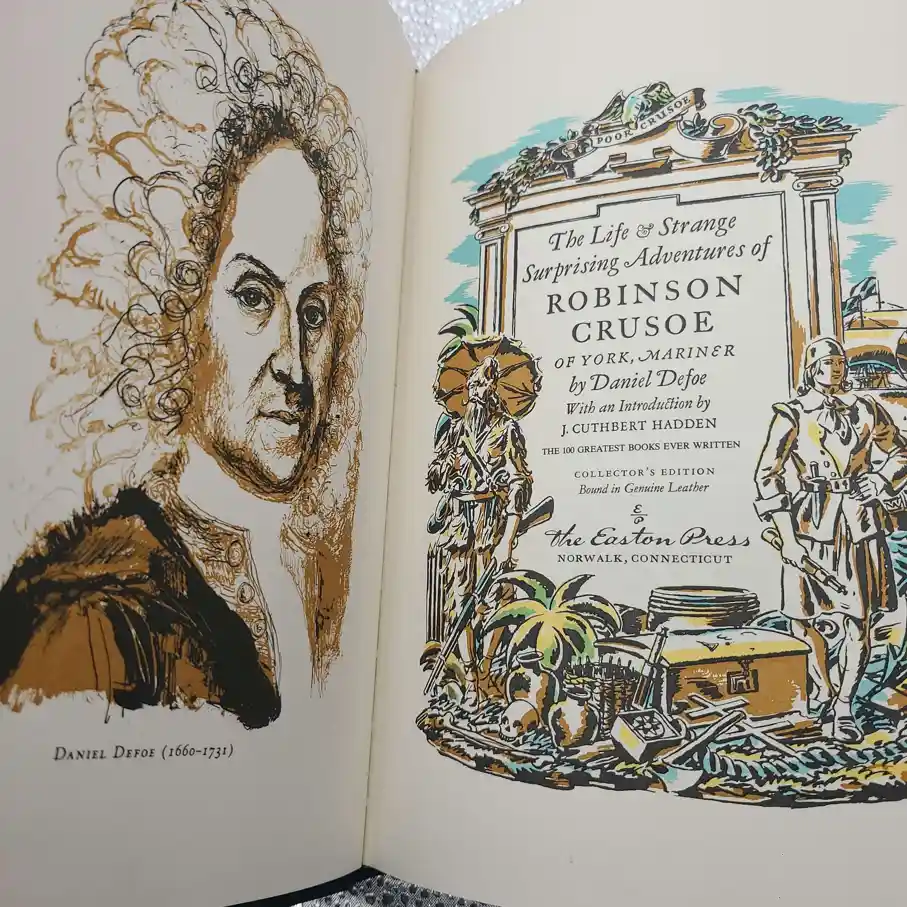 DANIEL DEFOE (1660–1731)
POOR CRUSOE
The Life & Strange
Surprising Adventures of
ROBINSON
CRUSOE
OF YORK, MARINER
by Daniel Defoe
With an Introduction by
J. CUTHBERT HADDEN
THE 100 GREATEST BOOKS EVER WRITTEN
COLLECTOR'S EDITION
Bound in Genuine Leather
E
P
the Easton Press
NORWALK, CONNECTICUT